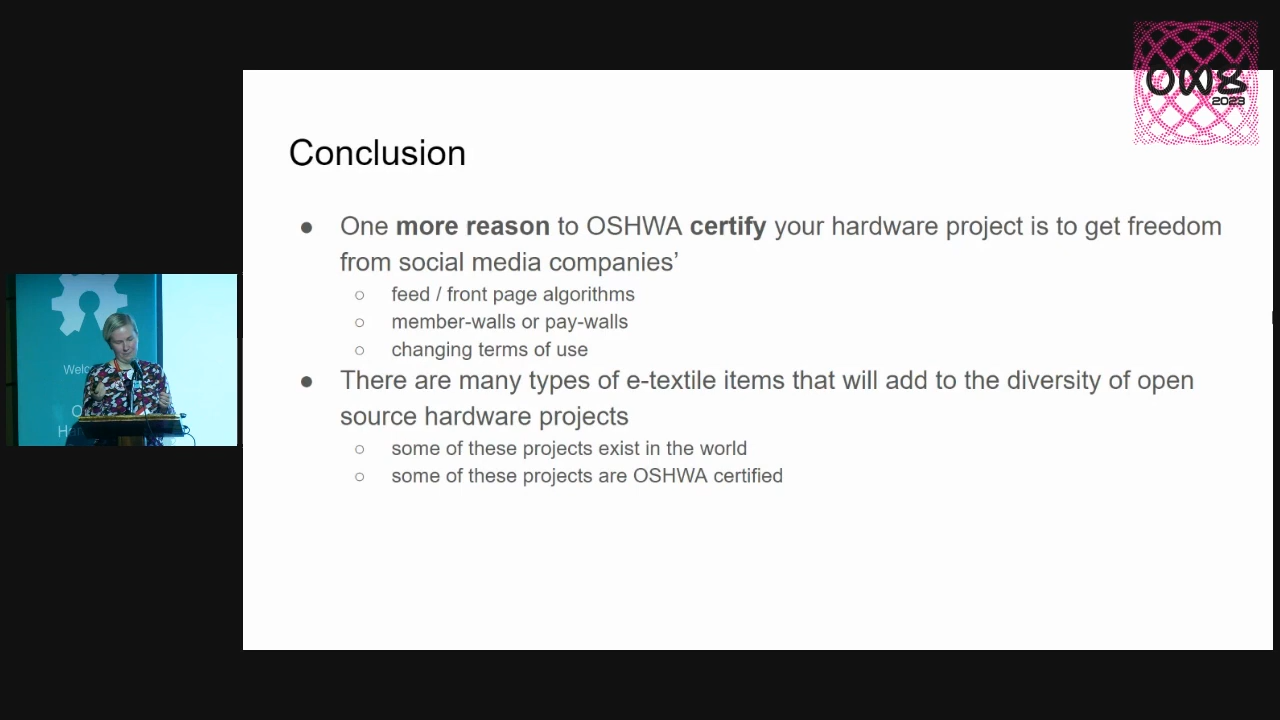 OW8
2023
Conclusion
● One more reason to OSHWA certify your hardware project is to get freedom
from social media companies’
○ feed / front page algorithms
○ member-walls or pay-walls
○ changing terms of use
● There are many types of e-textile items that will add to the diversity of open
source hardware projects
○ some of these projects exist in the world
○ some of these projects are OSHWA certified